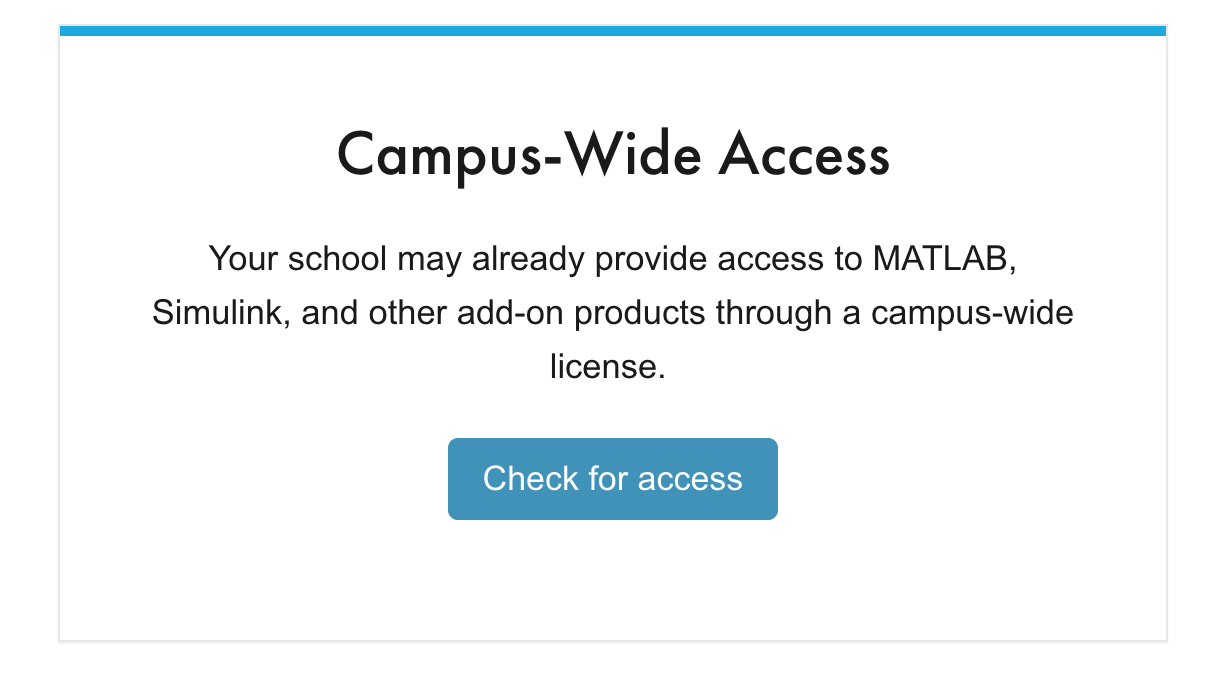 Campus-Wide Access
Your school may already provide access to MATLAB,
Simulink, and other add-on products through a campus-wide
license.
Check for access